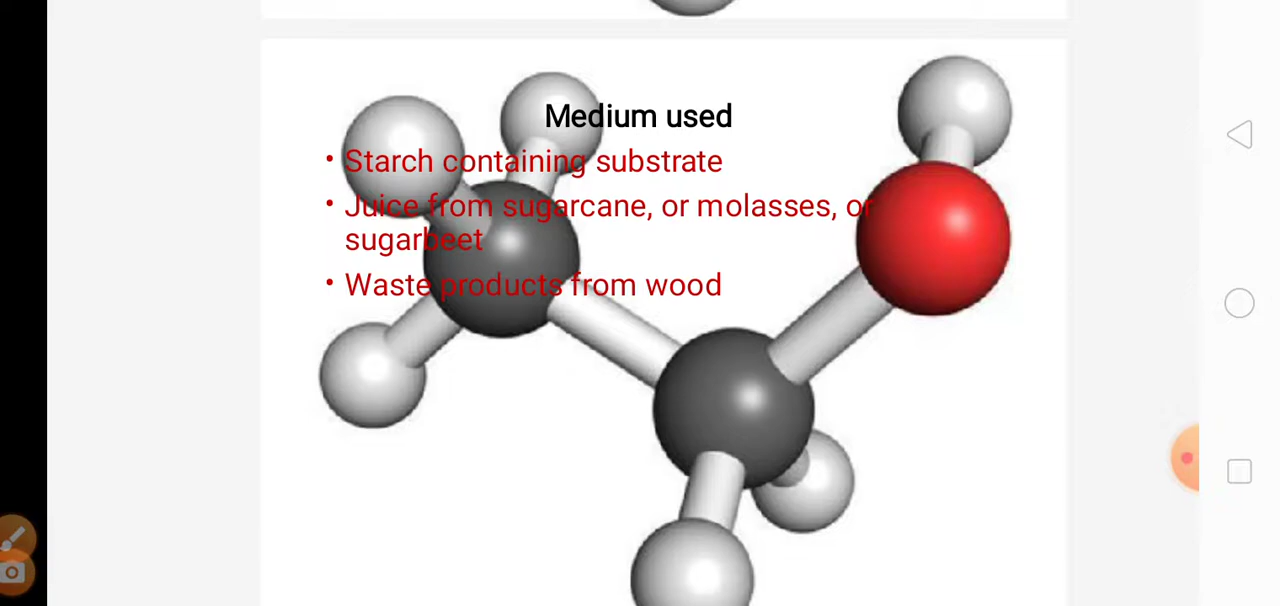 Medium used
• Starch containing substrate
• Juice from sugarcane, or molasses, or
sugarbeet
• Waste products from wood